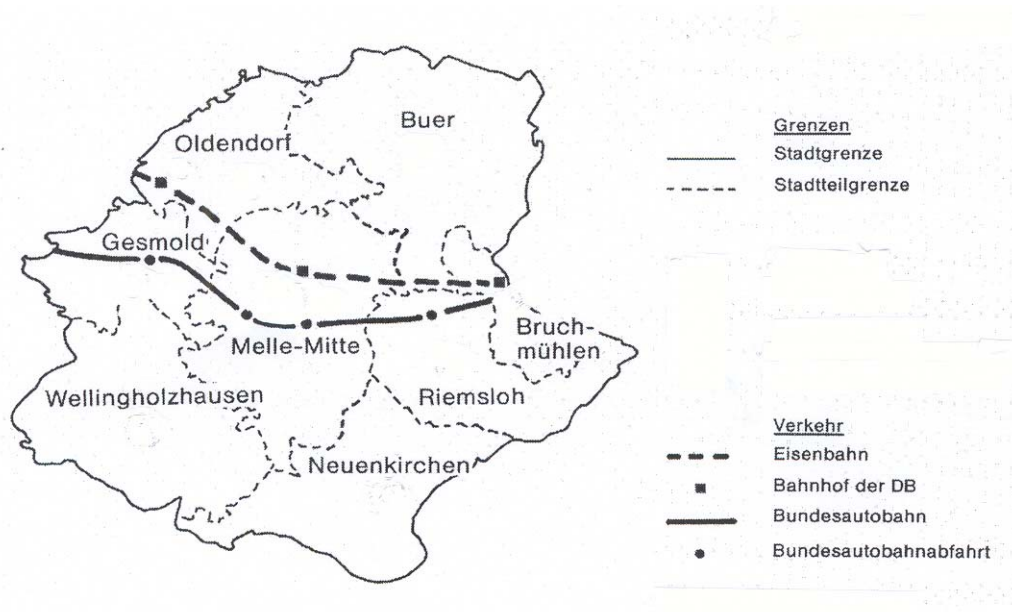 Oldendorf
Buer
Gesmold
Melle-Mitte
Bruch-
mühlen
Wellingholzhausen
Riemsloh
Neuenkirchen
Grenzen
Stadtgrenze
Stadtteilgrenze
Verkehr
Eisenbahn
Bahnhof der DB
Bundesautobahn
Bundesautobahnabfahrt